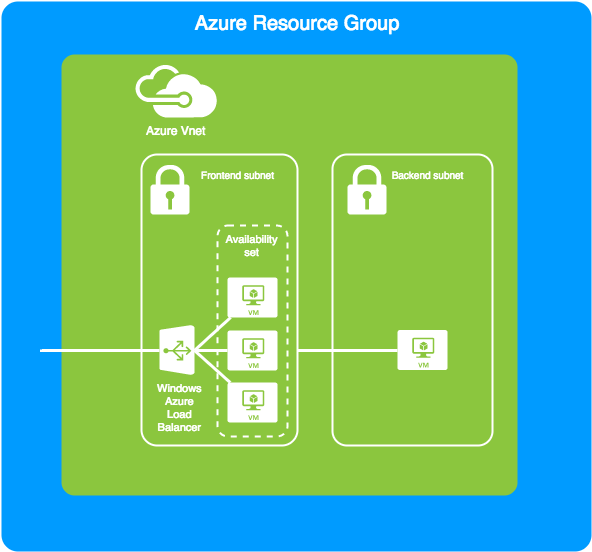 Azure Resource Group
Azure Vnet
Frontend subnet
Backend subnet
Availability
set
VM
VM
VM
VM
Windows
Azure
Load
Balancer